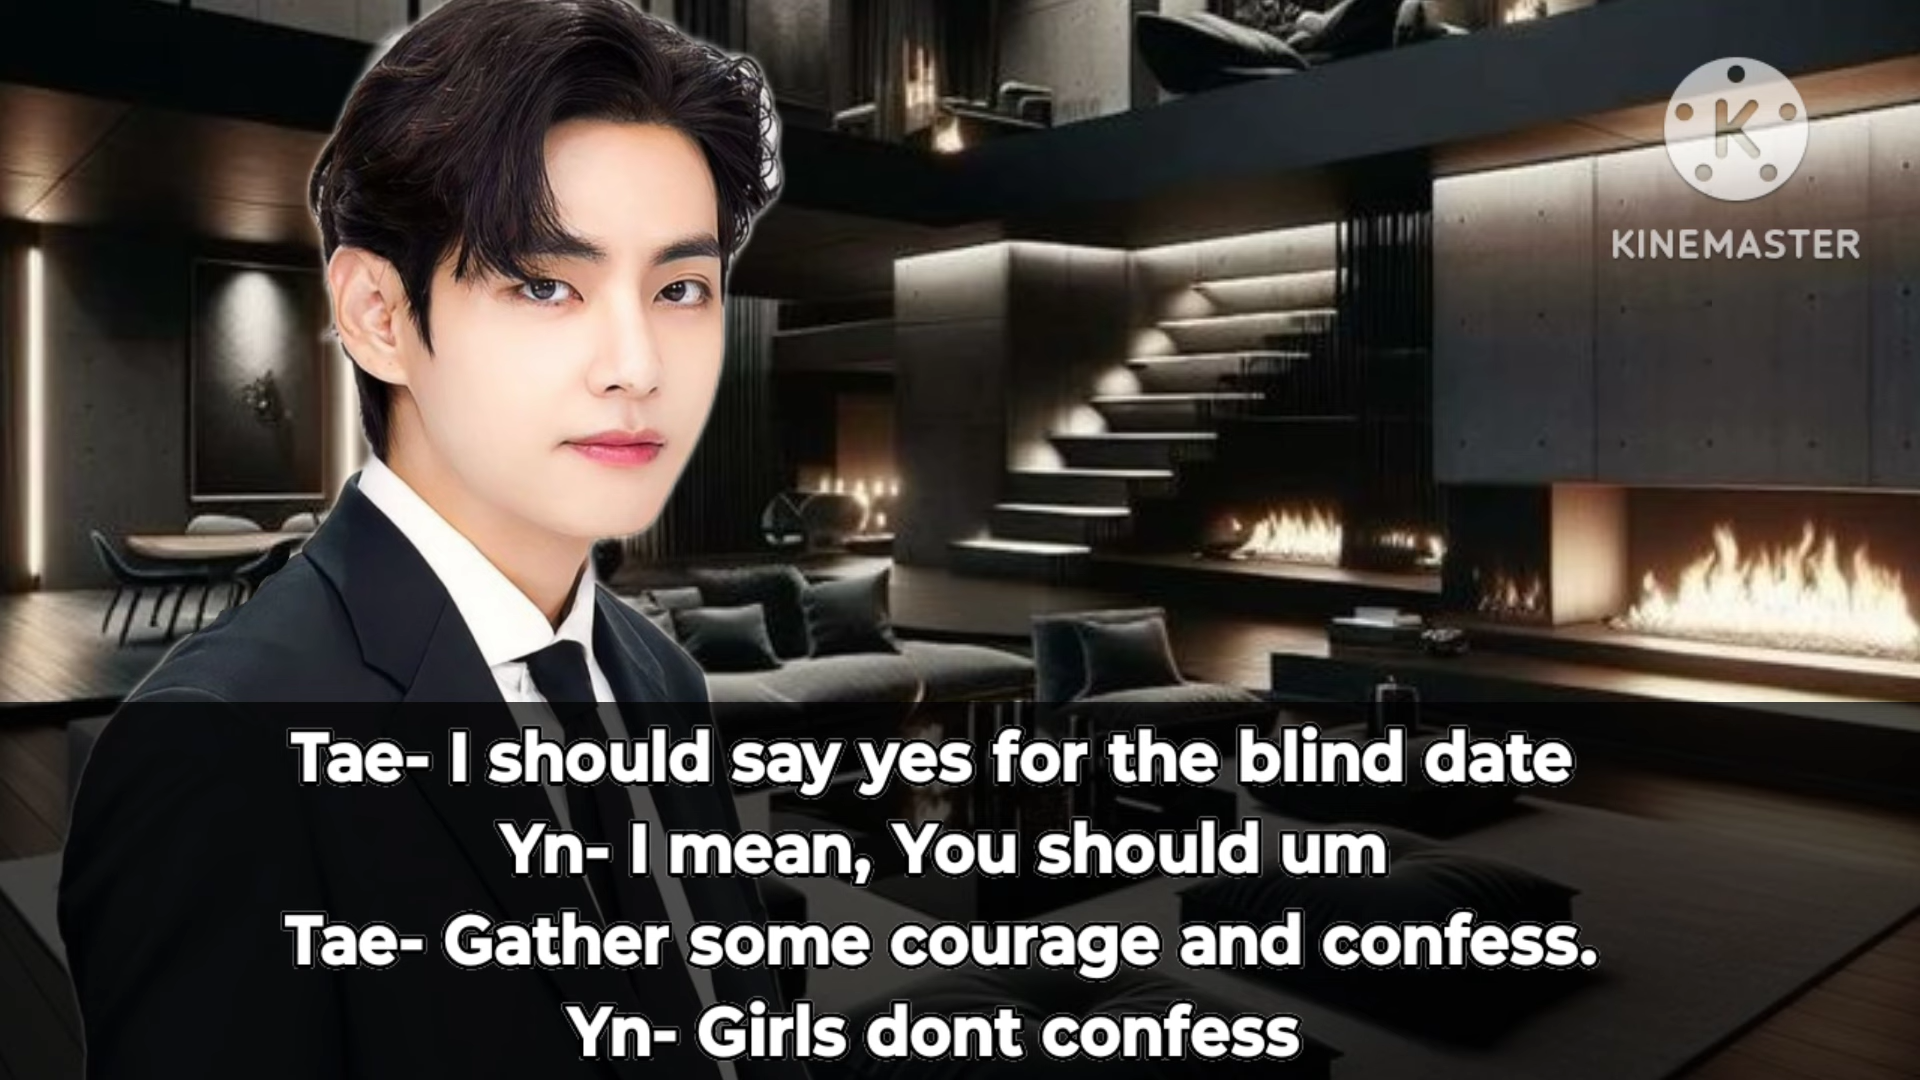 KINEMASTER
Tae- I should say yes for the blind date
Yn- I mean, You should um
Tae- Gather some courage and confess.
Yn- Girls dont confess